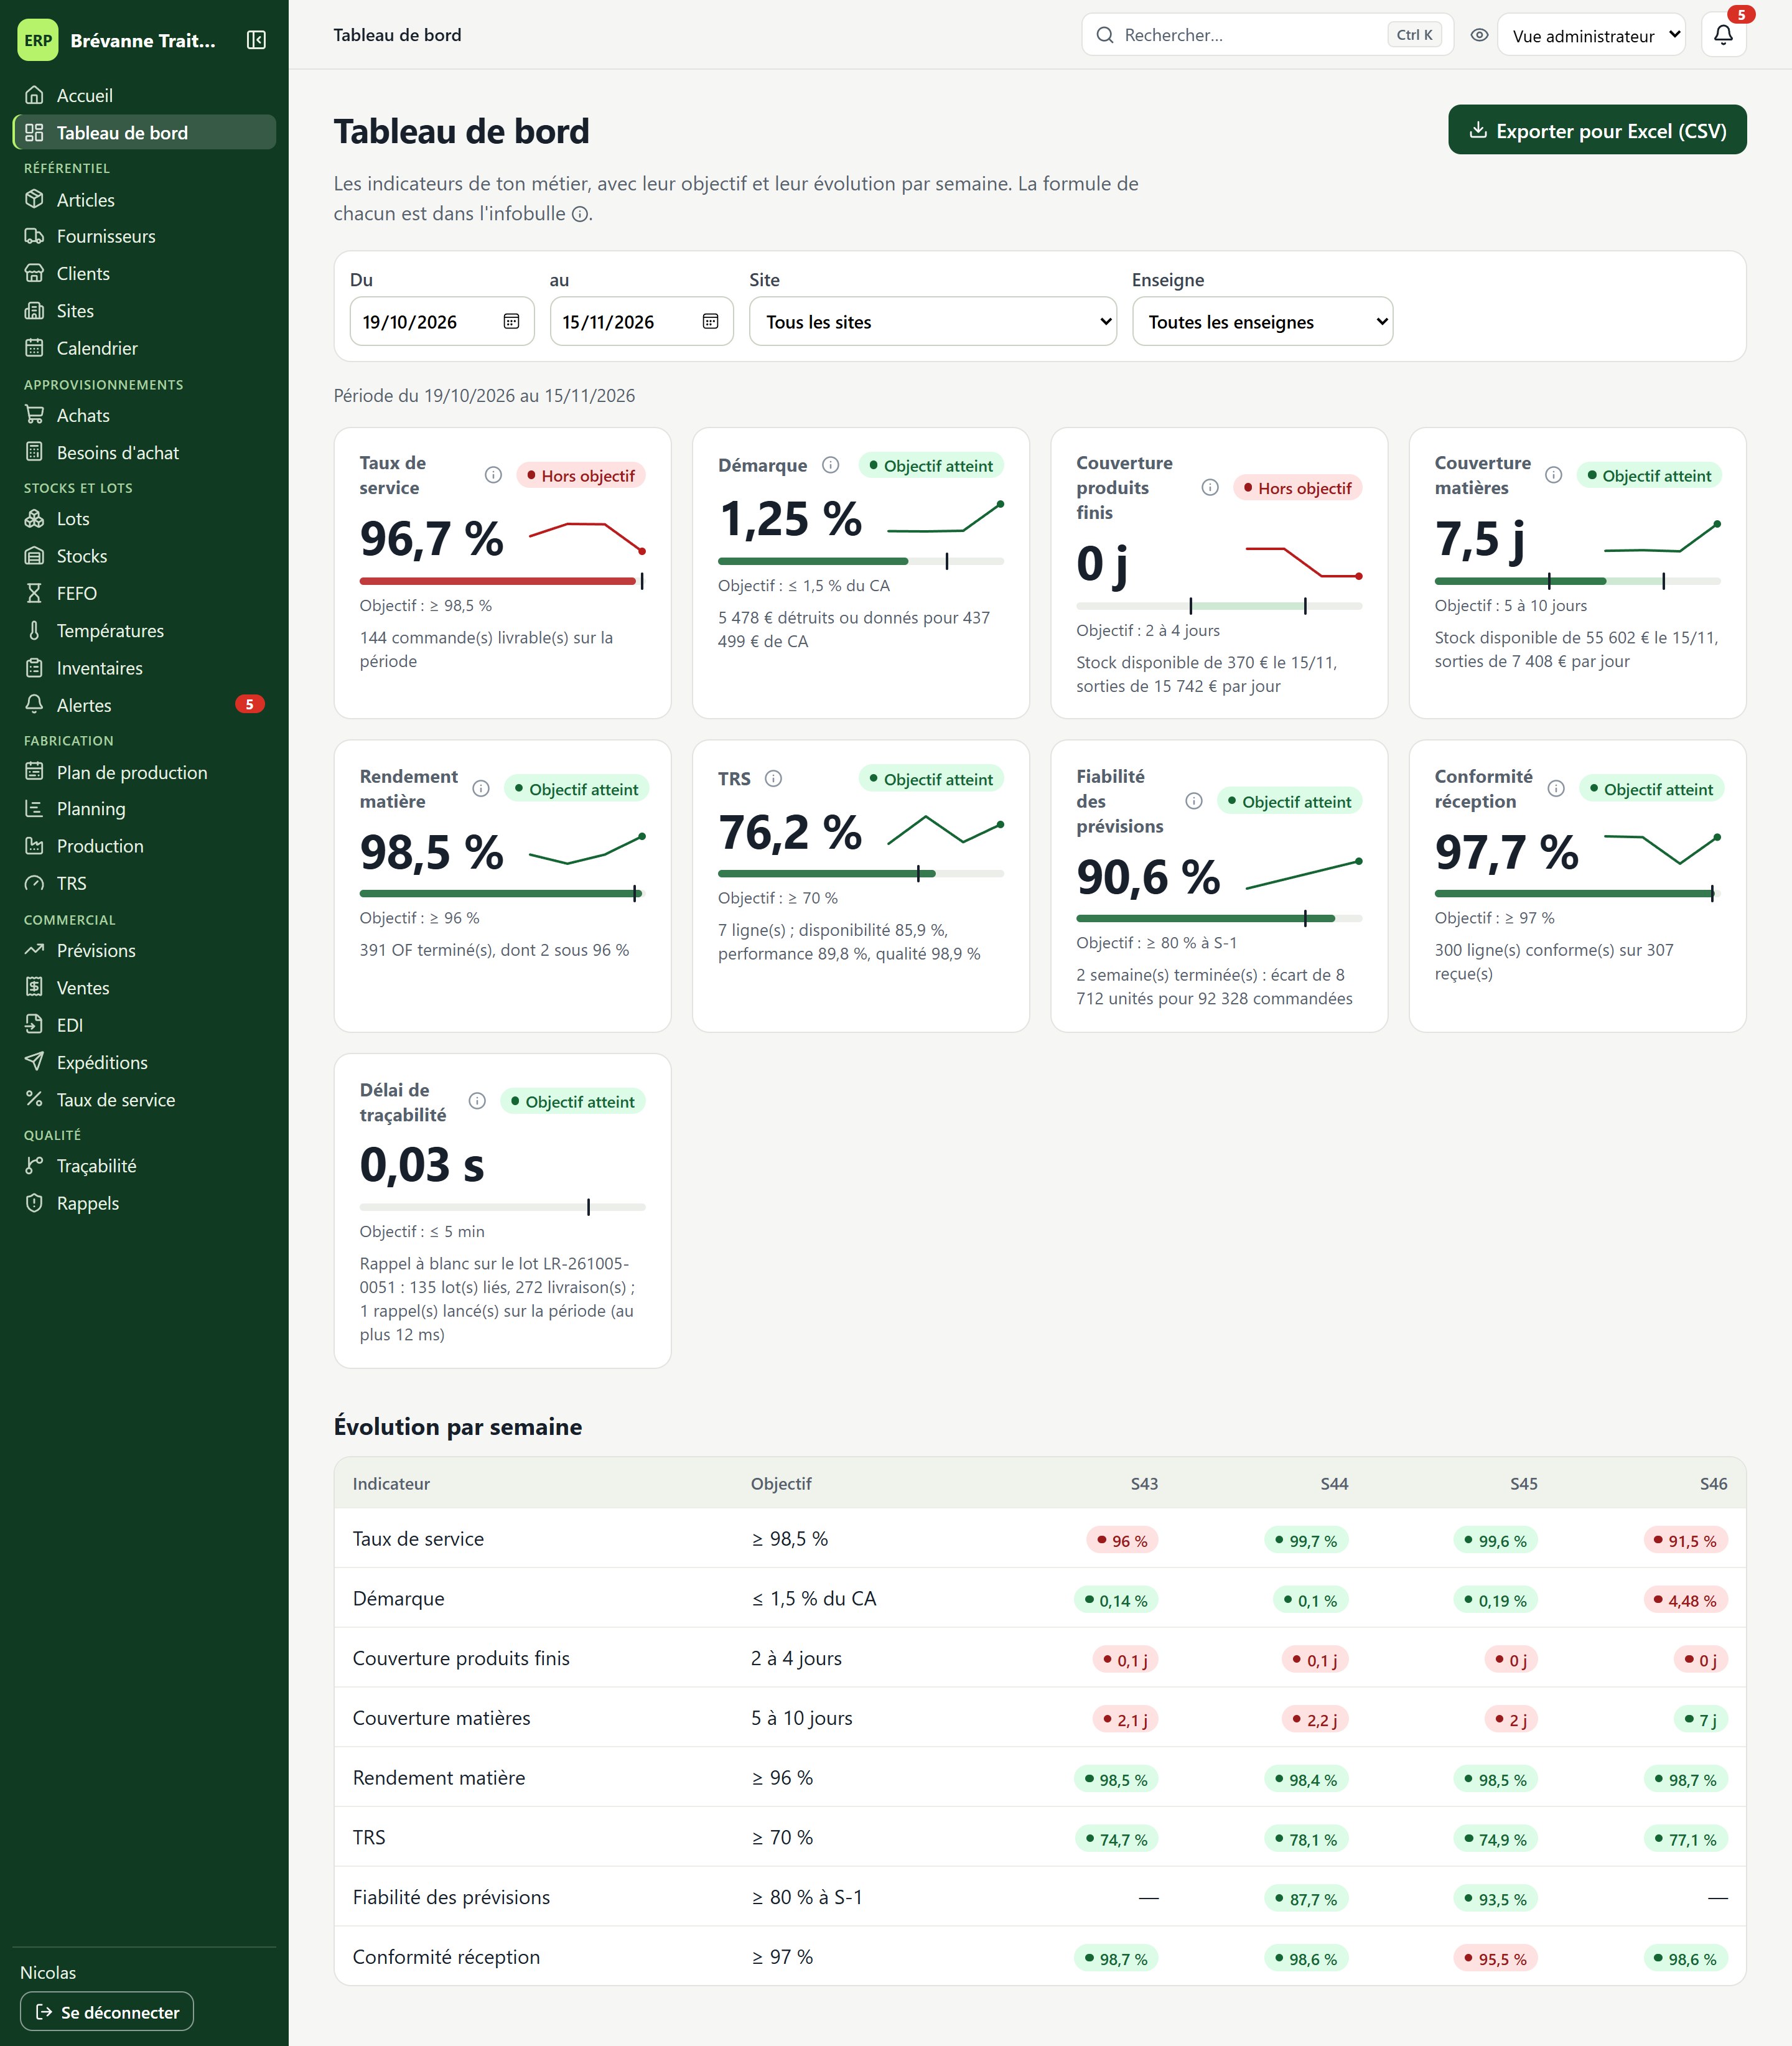 ERP Brévanne Trait...
Accueil
Tableau de bord
RÉFÉRENTIEL
Articles
Fournisseurs
Clients
Sites
Calendrier
APPROVISIONNEMENTS
Achats
Besoins d'achat
STOCKS ET LOTS
Lots
Stocks
FEFO
Températures
Inventaires
Alertes 5
FABRICATION
Plan de production
Planning
Production
TRS
COMMERCIAL
Prévisions
Ventes
EDI
Expéditions
Taux de service
QUALITÉ
Traçabilité
Rappels
Nicolas
Se déconnecter
Tableau de bord
Rechercher... Ctrl K
Vue administrateur
5
Tableau de bord
Exporter pour Excel (CSV)
Les indicateurs de ton métier, avec leur objectif et leur évolution par semaine. La formule de
chacun est dans l'infobulle ⓘ.
Du au Site Enseigne
19/10/2026 15/11/2026 Tous les sites Toutes les enseignes
Période du 19/10/2026 au 15/11/2026
Taux de
service
Hors objectif
96,7 %
Objectif : ≥ 98,5 %
144 commande(s) livrable(s) sur la
période
Démarque
Objectif atteint
1,25 %
Objectif : ≤ 1,5 % du CA
5 478 € détruits ou donnés pour 437
499 € de CA
Couverture
produits
finis
Hors objectif
0 j
Objectif : 2 à 4 jours
Stock disponible de 370 € le 15/11,
sorties de 15 742 € par jour
Couverture
matières
Objectif atteint
7,5 j
Objectif : 5 à 10 jours
Stock disponible de 55 602 € le 15/11,
sorties de 7 408 € par jour
Rendement
matière
Objectif atteint
98,5 %
Objectif : ≥ 96 %
391 OF terminé(s), dont 2 sous 96 %
TRS
Objectif atteint
76,2 %
Objectif : ≥ 70 %
7 ligne(s) ; disponibilité 85,9 %,
performance 89,8 %, qualité 98,9 %
Fiabilité
des
prévisions
Objectif atteint
90,6 %
Objectif : ≥ 80 % à S-1
2 semaine(s) terminée(s) : écart de 8
712 unités pour 92 328 commandées
Conformité
réception
Objectif atteint
97,7 %
Objectif : ≥ 97 %
300 ligne(s) conforme(s) sur 307
reçue(s)
Délai de
traçabilité
Objectif atteint
0,03 s
Objectif : ≤ 5 min
Rappel à blanc sur le lot LR-261005-
0051 : 135 lot(s) liés, 272 livraison(s) ;
1 rappel(s) lancé(s) sur la période (au
plus 12 ms)
Évolution par semaine
Indicateur Objectif S43 S44 S45 S46
Taux de service ≥ 98,5 % 96 % 99,7 % 99,6 % 91,5 %
Démarque ≤ 1,5 % du CA 0,14 % 0,1 % 0,19 % 4,48 %
Couverture produits finis 2 à 4 jours 0,1 j 0,1 j 0 j 0 j
Couverture matières 5 à 10 jours 2,1 j 2,2 j 2 j 7 j
Rendement matière ≥ 96 % 98,5 % 98,4 % 98,5 % 98,7 %
TRS ≥ 70 % 74,7 % 78,1 % 74,9 % 77,1 %
Fiabilité des prévisions ≥ 80 % à S-1 — 87,7 % 93,5 % —
Conformité réception ≥ 97 % 98,7 % 98,6 % 95,5 % 98,6 %